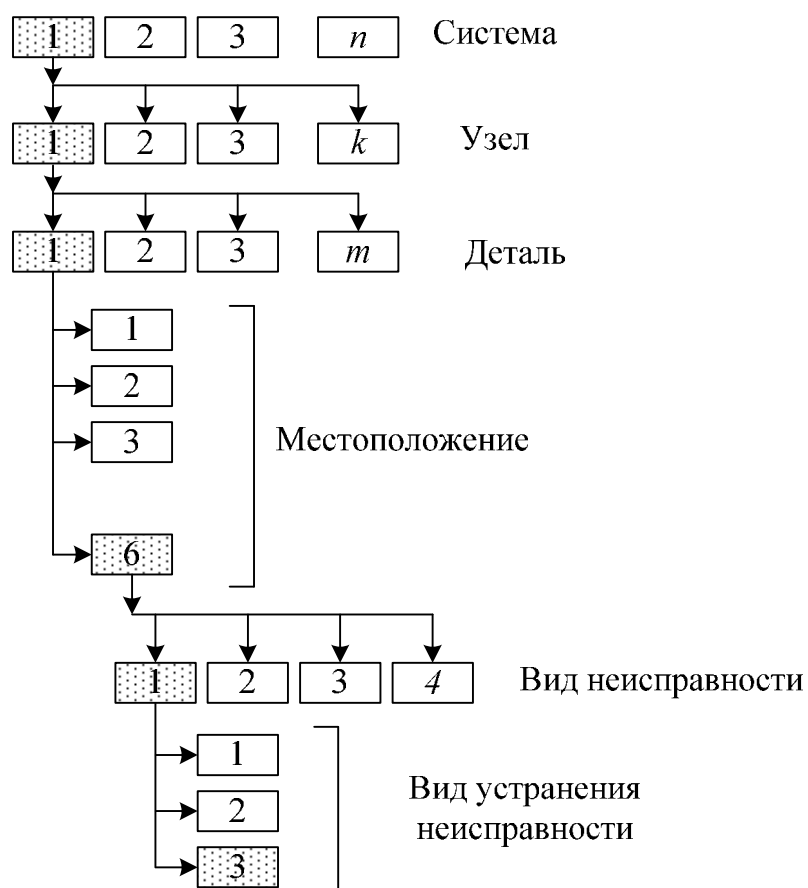 1 2 3 n Система
1 2 3 k Узел
1 2 3 m Деталь
1
2
3
Местоположение
6
1 2 3 4 Вид неисправности
1
2
3
Вид устранения
неисправности